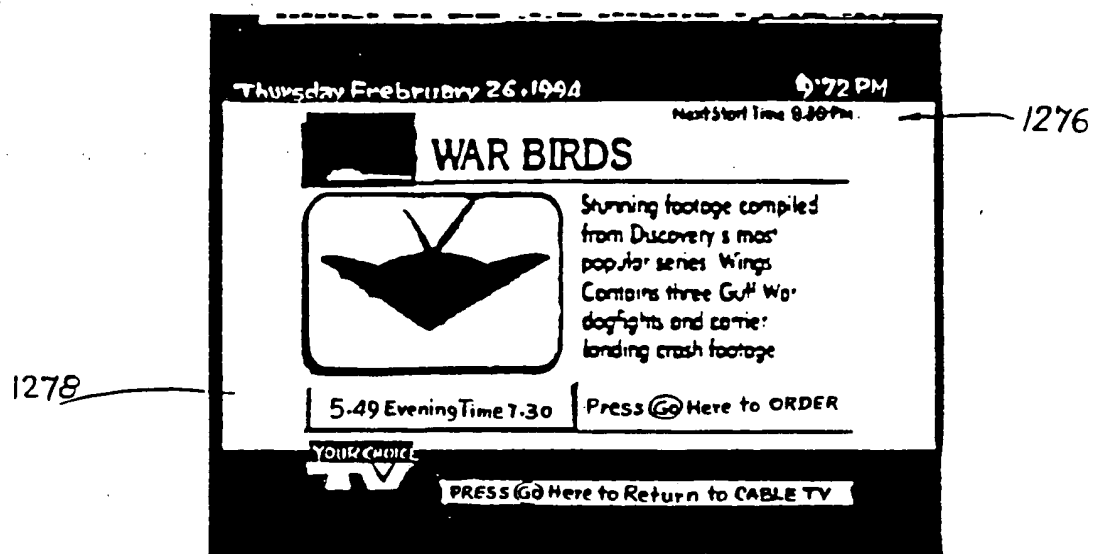 Thursday Frebruary 26.1994 9:72 PM
Next Start Time 8.30 PM
1276
WAR BIRDS
Stunning footage compiled
from Discovery s most
popular series Wings
Contains three Gulf War
dogfights and carrier
landing crash footage
1278
5.49 Evening Time 7.30
Press Go Here to ORDER
YOUR CHOICE
TV
PRESS Go Here to Return to CABLE TV